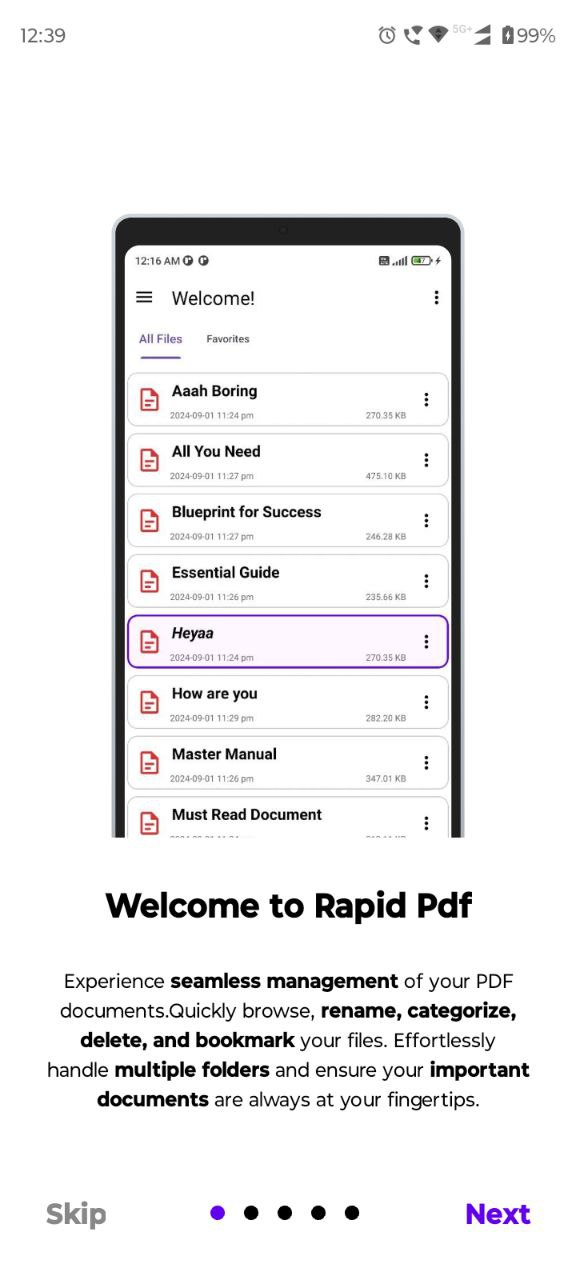 12:39
5G+
99%
12:16 AM
Welcome!
All Files Favorites
Aaah Boring
2024-09-01 11:24 pm 270.35 KB
All You Need
2024-09-01 11:27 pm 475.10 KB
Blueprint for Success
2024-09-01 11:27 pm 246.28 KB
Essential Guide
2024-09-01 11:26 pm 235.66 KB
Heyaa
2024-09-01 11:24 pm 270.35 KB
How are you
2024-09-01 11:29 pm 282.20 KB
Master Manual
2024-09-01 11:26 pm 347.01 KB
Must Read Document
Welcome to Rapid Pdf
Experience seamless management of your PDF
documents.Quickly browse, rename, categorize,
delete, and bookmark your files. Effortlessly
handle multiple folders and ensure your important
documents are always at your fingertips.
Skip
Next